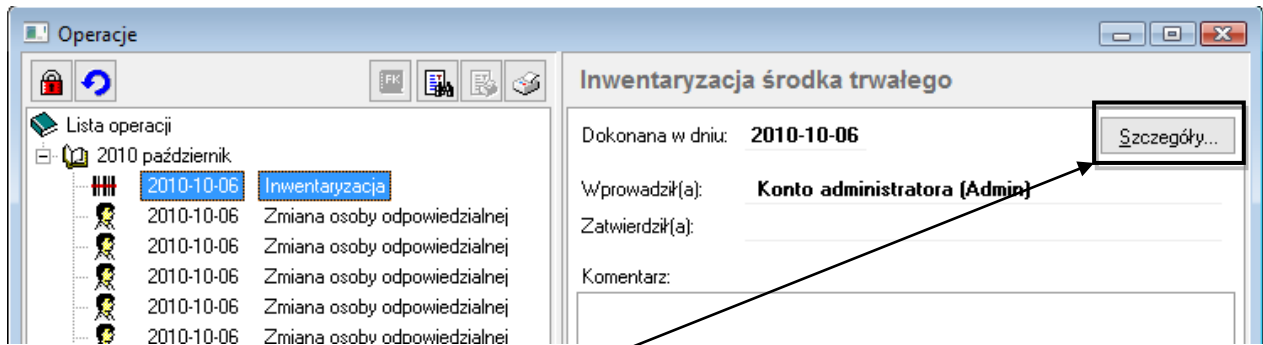 Operacje
FK
Inwentaryzacja środka trwałego
Lista operacji
2010 październik
2010-10-06 Inwentaryzacja
2010-10-06 Zmiana osoby odpowiedzialnej
2010-10-06 Zmiana osoby odpowiedzialnej
2010-10-06 Zmiana osoby odpowiedzialnej
2010-10-06 Zmiana osoby odpowiedzialnej
2010-10-06 Zmiana osoby odpowiedzialnej
Dokonana w dniu: 2010-10-06
Szczegóły...
Wprowadził(a): Konto administratora (Admin)
Zatwierdził(a):
Komentarz: